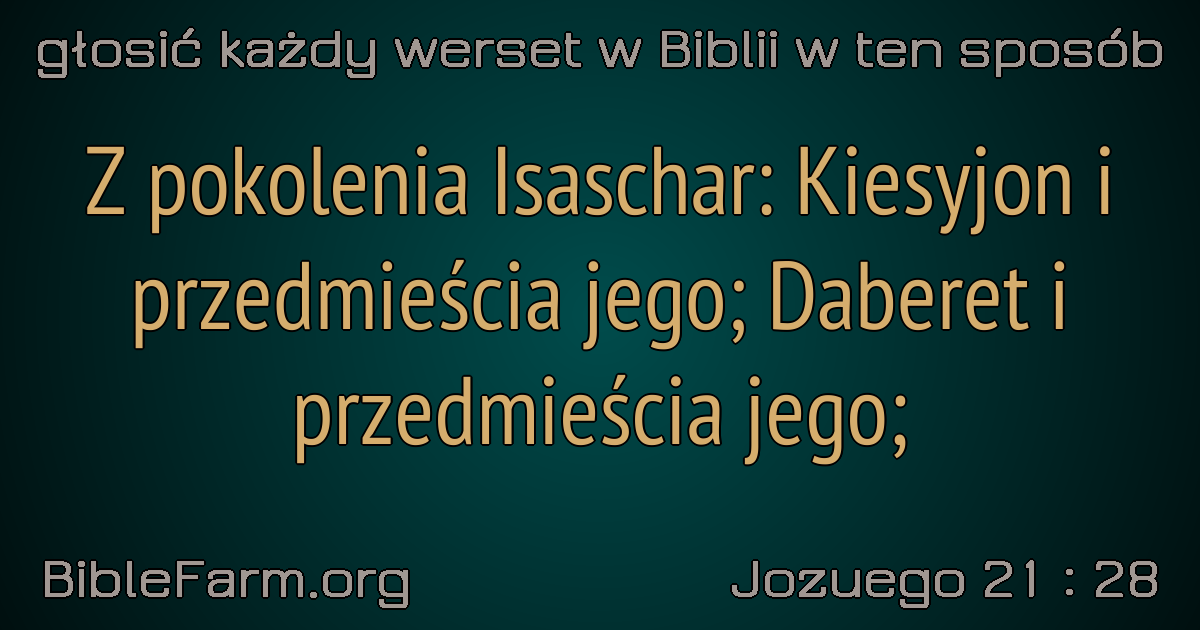 głosić każdy werset w Biblii w ten sposób
Z pokolenia Isaschar: Kiesyjon i
przedmieścia jego; Daberet i
przedmieścia jego;
BibleFarm.org
Jozuego 21 : 28